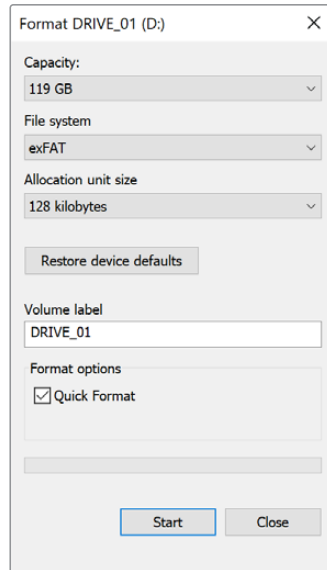 Format DRIVE_01 (D:)
Capacity:
119 GB
File system
exFAT
Allocation unit size
128 kilobytes
Restore device defaults
Volume label
DRIVE_01
Format options
Quick Format
Start Close